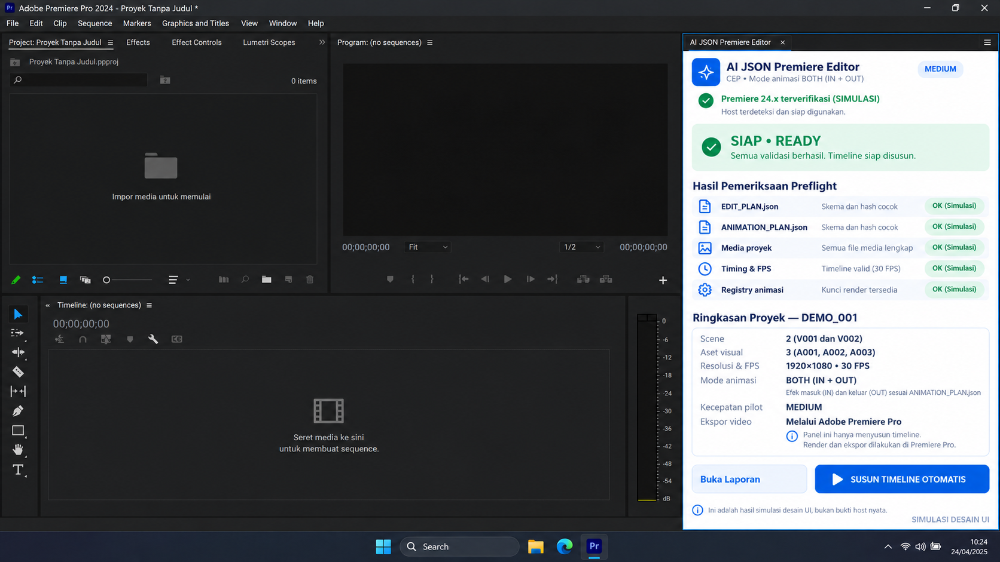 Pr Adobe Premiere Pro 2024 - Proyek Tanpa Judul *
File Edit Clip Sequence Markers Graphics and Titles View Window Help
Project: Proyek Tanpa Judul Effects Effect Controls Lumetri Scopes
Proyek Tanpa Judul.ppproj
0 items
Impor media untuk memulai
Program: (no sequences)
00;00;00;00 Fit 1/2 00;00;00;00
Timeline: (no sequences)
00;00;00;00
Seret media ke sini
untuk membuat sequence.
0
-6
-12
-18
-24
-30
-36
-42
-48
-54
dB
AI JSON Premiere Editor
AI JSON Premiere Editor
CEP • Mode animasi BOTH (IN + OUT)
MEDIUM
Premiere 24.x terverifikasi (SIMULASI)
Host terdeteksi dan siap digunakan.
SIAP • READY
Semua validasi berhasil. Timeline siap disusun.
Hasil Pemeriksaan Preflight
EDIT_PLAN.json Skema dan hash cocok OK (Simulasi)
ANIMATION_PLAN.json Skema dan hash cocok OK (Simulasi)
Media proyek Semua file media lengkap OK (Simulasi)
Timing & FPS Timeline valid (30 FPS) OK (Simulasi)
Registry animasi Kunci render tersedia OK (Simulasi)
Ringkasan Proyek — DEMO_001
Scene 2 (V001 dan V002)
Aset visual 3 (A001, A002, A003)
Resolusi & FPS 1920×1080 • 30 FPS
Mode animasi BOTH (IN + OUT)
Efek masuk (IN) dan keluar (OUT) sesuai ANIMATION_PLAN.json
Kecepatan pilot MEDIUM
Ekspor video Melalui Adobe Premiere Pro
Panel ini hanya menyusun timeline.
Render dan ekspor dilakukan di Premiere Pro.
Buka Laporan SUSUN TIMELINE OTOMATIS
Ini adalah hasil simulasi desain UI, bukan bukti host nyata.
SIMULASI DESAIN UI
Search Pr
10:24
24/04/2025